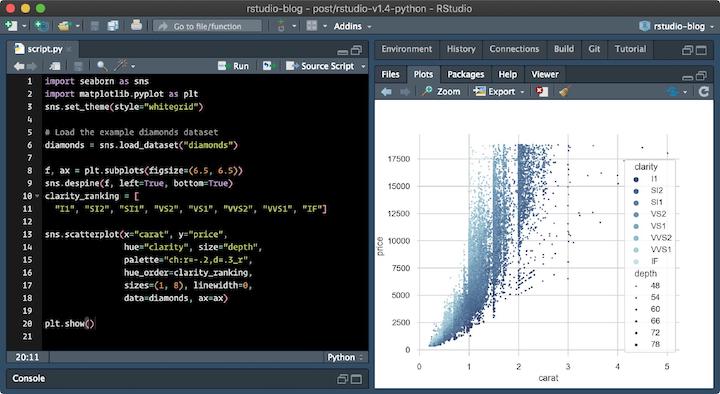 rstudio-blog - post/rstudio-v1.4-python - RStudio
Go to file/function
Addins
rstudio-blog
script.py
Run
Source Script
1 import seaborn as sns
2 import matplotlib.pyplot as plt
3 sns.set_theme(style="whitegrid")
4
5 # Load the example diamonds dataset
6 diamonds = sns.load_dataset("diamonds")
7
8 f, ax = plt.subplots(figsize=(6.5, 6.5))
9 sns.despine(f, left=True, bottom=True)
10 clarity_ranking = [
11 "I1", "SI2", "SI1", "VS2", "VS1", "VVS2", "VVS1", "IF"]
12
13 sns.scatterplot(x="carat", y="price",
14 hue="clarity", size="depth",
15 palette="ch:r=-.2,d=.3_r",
16 hue_order=clarity_ranking,
17 sizes=(1, 8), linewidth=0,
18 data=diamonds, ax=ax)
19
20 plt.show()
21
20:11
Python
Console
Environment History Connections Build Git Tutorial
Files Plots Packages Help Viewer
Zoom Export
17500
15000
12500
10000
7500
5000
2500
0
price
0 1 2 3 4 5
carat
clarity
I1
SI2
SI1
VS2
VS1
VVS2
VVS1
IF
depth
48
54
60
66
72
78